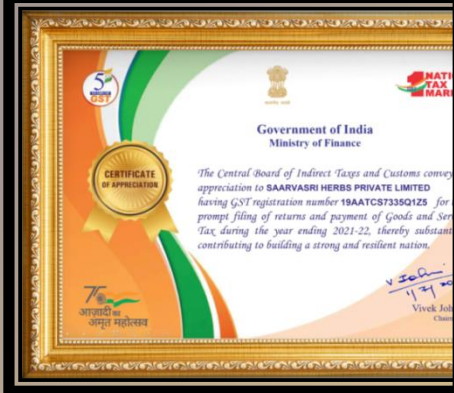 5
GST
NATI
TAX
MAR
Government of India
Ministry of Finance
CERTIFICATE
OF APPRECIATION
The Central Board of Indirect Taxes and Customs convey
appreciation to SAARVASRI HERBS PRIVATE LIMITED
having GST registration number 19AATCS7335Q1Z5 for
prompt filing of returns and payment of Goods and Ser
Tax during the year ending 2021-22, thereby substant
contributing to building a strong and resilient nation.
आज़ादी का
अमृत महोत्सव
Vivek Joh
Chair